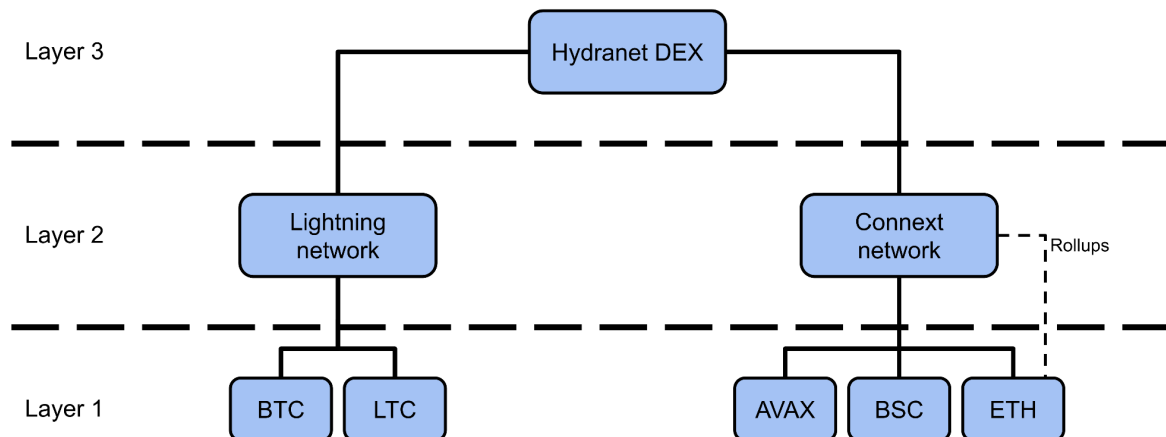 Layer 3
Hydranet DEX
Layer 2
Lightning
network
Connext
network
Rollups
Layer 1
BTC
LTC
AVAX
BSC
ETH